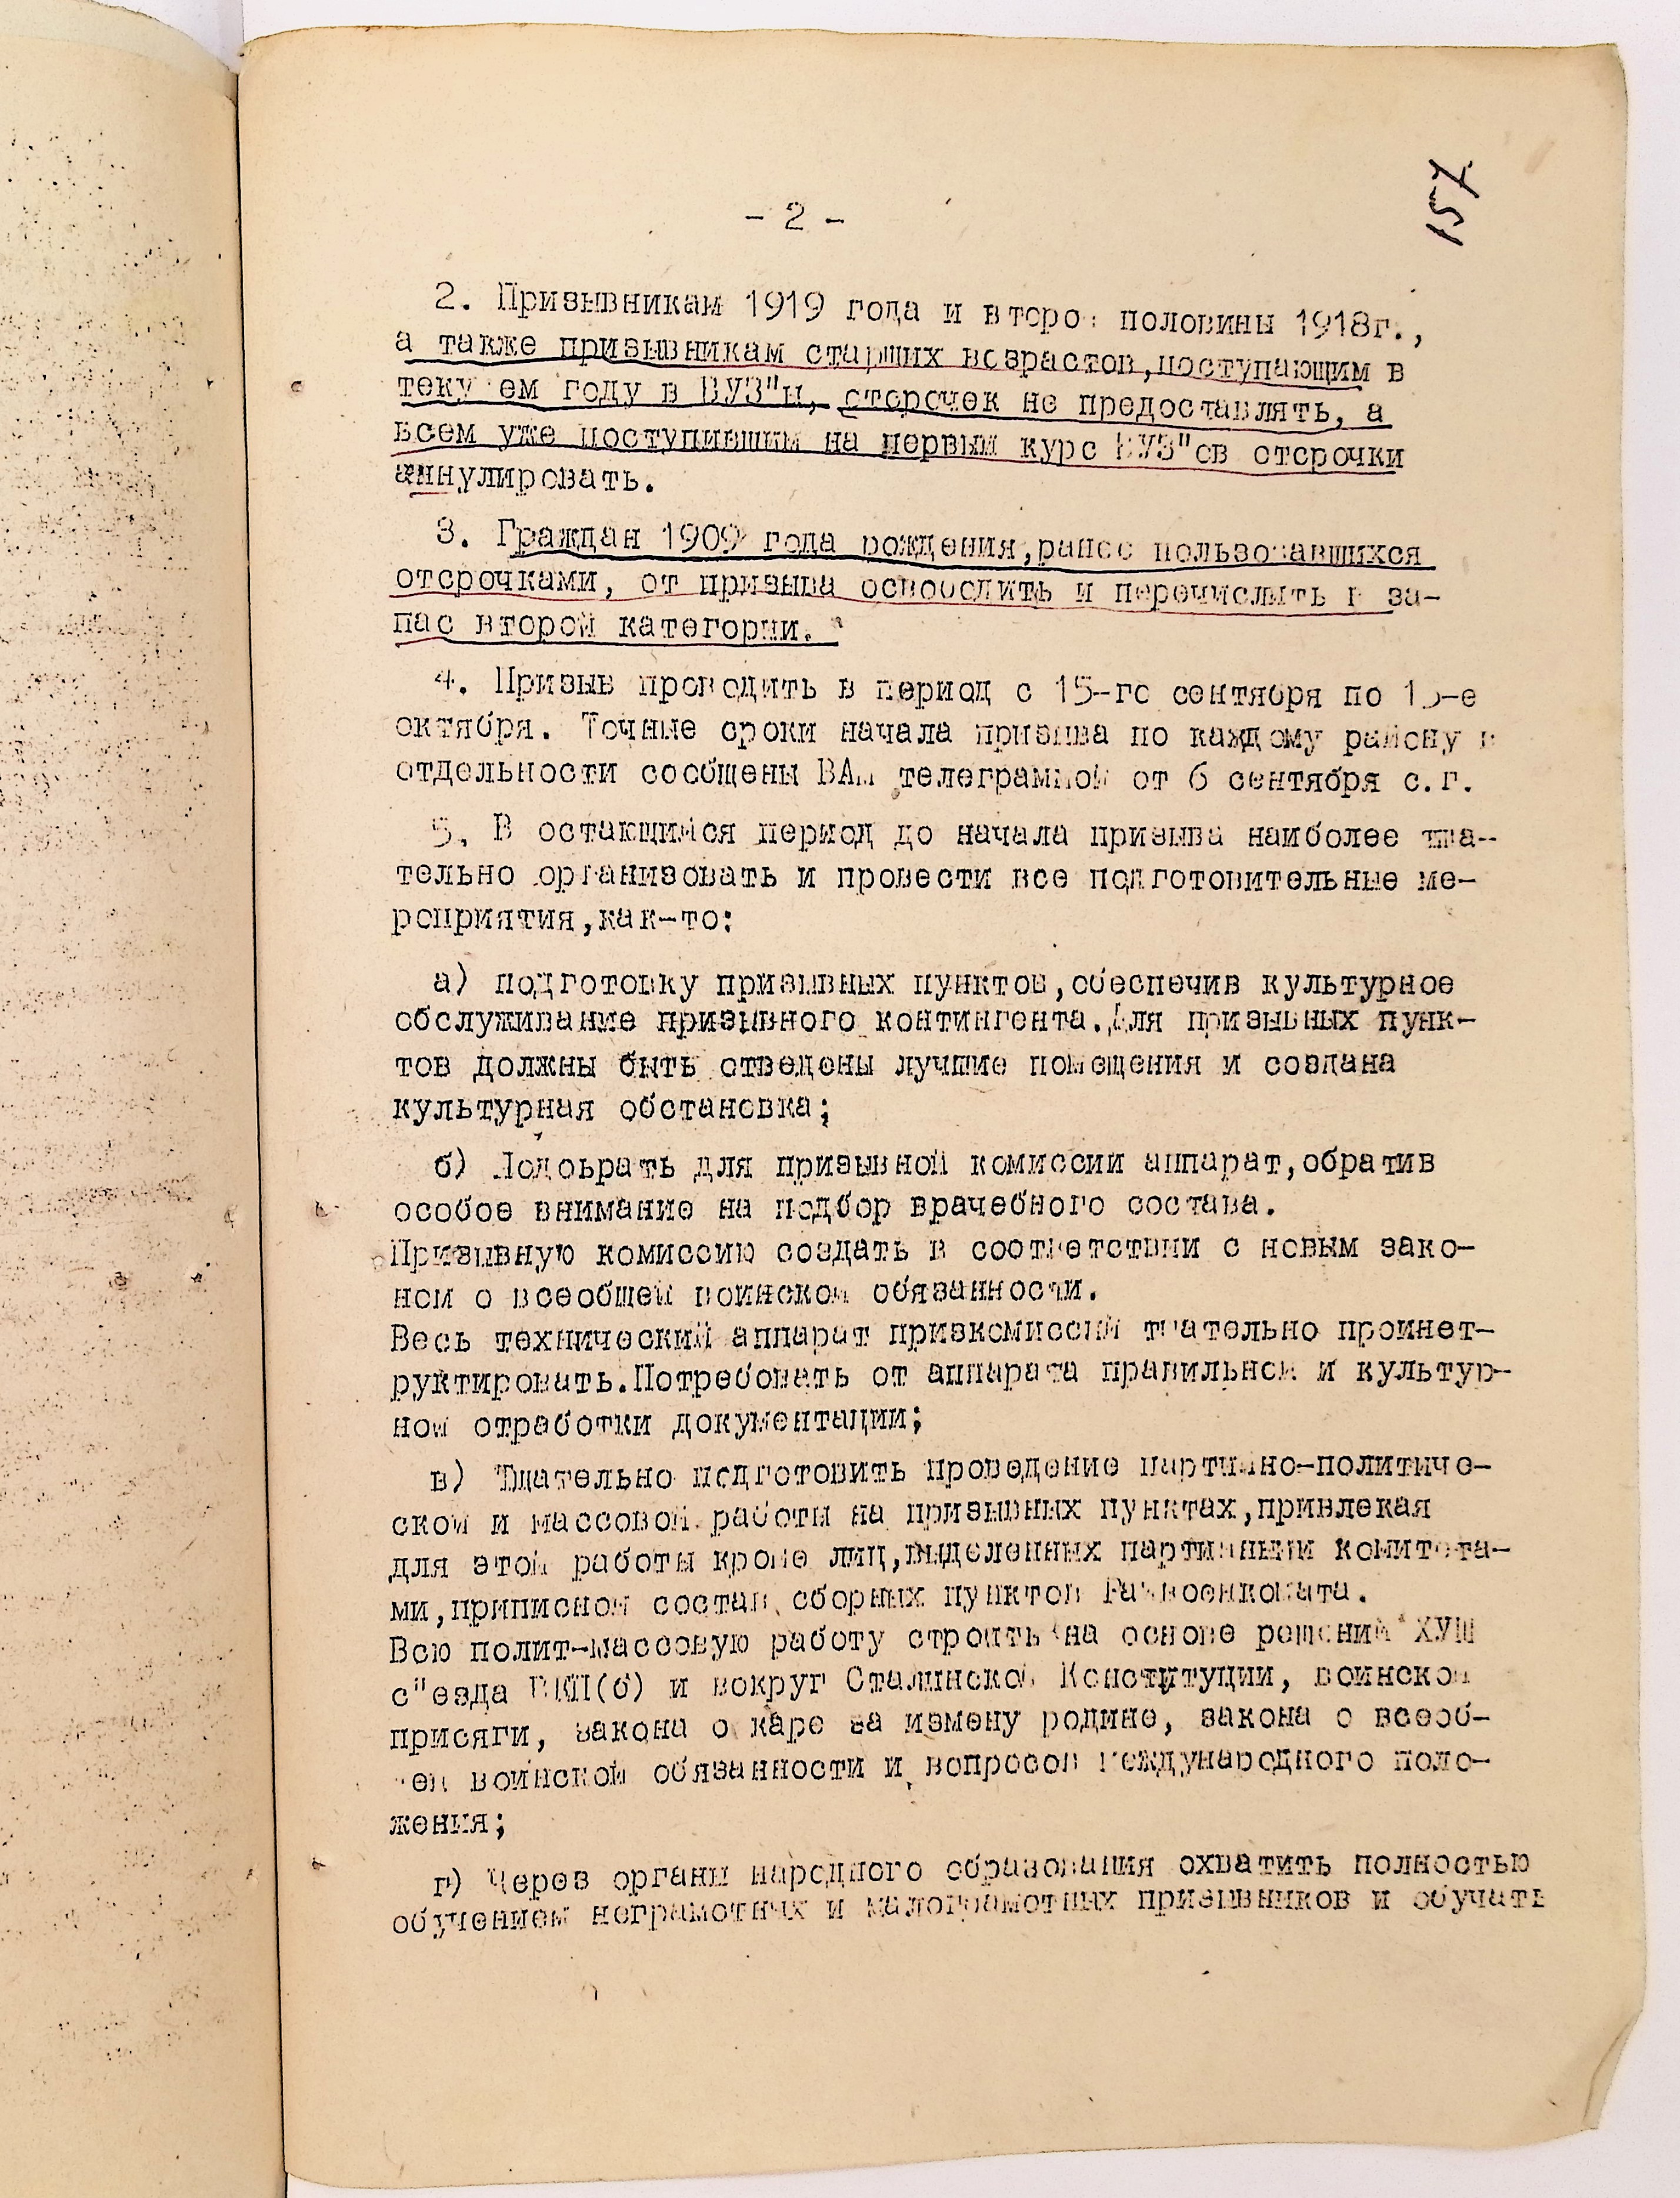 157
- 2 -
2. Призывникам 1919 года и второй половины 1918г.,
а также призывникам старших возрастов,поступающим в
текущем году в ВУЗ"ы, отсрочек не предоставлять, а
всем уже поступившим на первый курс ВУЗ"ов отсрочки
аннулировать.
3. Граждан 1909 года рождения,ранее пользовавшихся
отсрочками, от призыва освободить и перечислить в за-
пас второй категории.
4. Призыв проводить в период с 15-го сентября по 15-е
октября. Точные сроки начала призыва по каждому району в
отдельности сообщены ВАМ телеграммой от 6 сентября с.г.
5. В остающийся период до начала призыва наиболее тща-
тельно организовать и провести все подготовительные ме-
роприятия,как-то:
а) подготовку призывных пунктов,обеспечив культурное
обслуживание призывного контингента.Для призывных пунк-
тов должны быть отведены лучшие помещения и создана
культурная обстановка;
б) Подобрать для призывной комиссии аппарат,обратив
особое внимание на подбор врачебного состава.
Призывную комиссию создать в соответствии с новым зако-
ном о всеобщей воинской обязанности.
Весь технический аппарат призкомиссий тщательно проинст-
руктировать.Потребовать от аппарата правильной и культур-
ной отработки документации;
в) Тщательно подготовить проведение партийно-политиче-
ской и массовой работы на призывных пунктах,привлекая
для этой работы кроме лиц,выделенных партийными комитета-
ми,приписной состав сборных пунктов Райвоенкомата.
Всю полит-массовую работу строить на основе решений ХУШ
с"езда ВКП(б) и вокруг Сталинской Конституции, воинской
присяги, закона о каре за измену родине, закона о всеоб-
щей воинской обязанности и вопросов международного поло-
жения;
г) Через органы народного образования охватить полностью
обучением неграмотных и малограмотных призывников и обучать